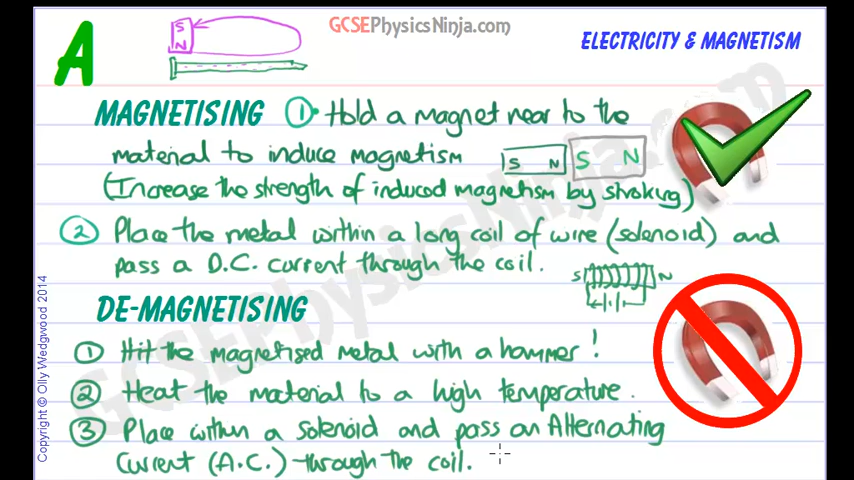 GCSEPhysicsNinja.com
A
S
N
ELECTRICITY & MAGNETISM
MAGNETISING ① Hold a magnet near to the
material to induce magnetism
S N S N
(Increase the strength of induced magnetism by stroking)
② Place the metal within a long coil of wire (solenoid) and
pass a D.C. current through the coil.
S N
DE-MAGNETISING
① Hit the magnetised metal with a hammer!
② Heat the material to a high temperature.
③ Place within a solenoid and pass an Alternating
Current (A.C.) through the coil.
Copyright © Olly Wedgwood 2014
GCSEPhysicsNinja.com